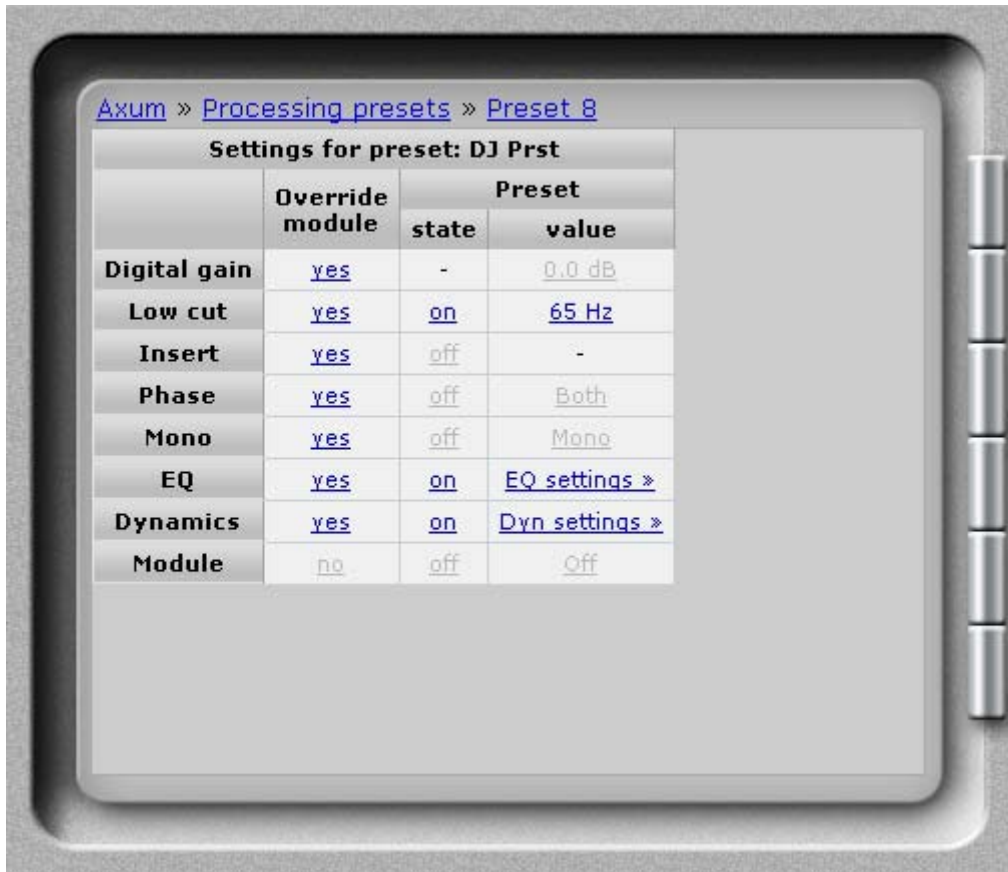 Axum » Processing presets » Preset 8
Settings for preset: DJ Prst
Override module Preset
state value
Digital gain yes - 0.0 dB
Low cut yes on 65 Hz
Insert yes off -
Phase yes off Both
Mono yes off Mono
EQ yes on EQ settings »
Dynamics yes on Dyn settings »
Module no off Off